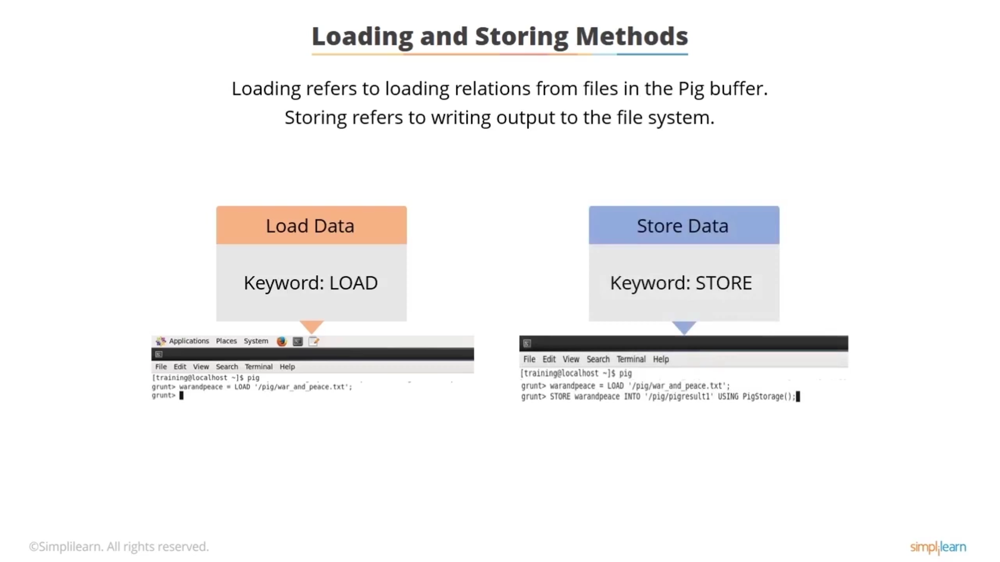 Loading and Storing Methods
Loading refers to loading relations from files in the Pig buffer.
Storing refers to writing output to the file system.
Load Data
Keyword: LOAD
Applications Places System
File Edit View Search Terminal Help
[training@localhost ~]$ pig
grunt> warandpeace = LOAD '/pig/war_and_peace.txt';
grunt>
Store Data
Keyword: STORE
File Edit View Search Terminal Help
[training@localhost ~]$ pig
grunt> warandpeace = LOAD '/pig/war_and_peace.txt';
grunt> STORE warandpeace INTO '/pig/pigresult1' USING PigStorage();
©Simplilearn. All rights reserved.
simplilearn